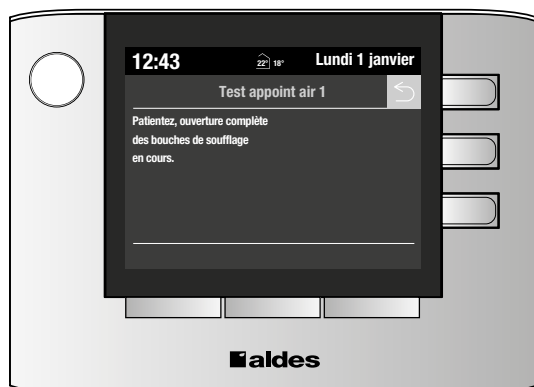 12:43 22° 18° Lundi 1 janvier
Test appoint air 1
Patientez, ouverture complète
des bouches de soufflage
en cours.
aldes